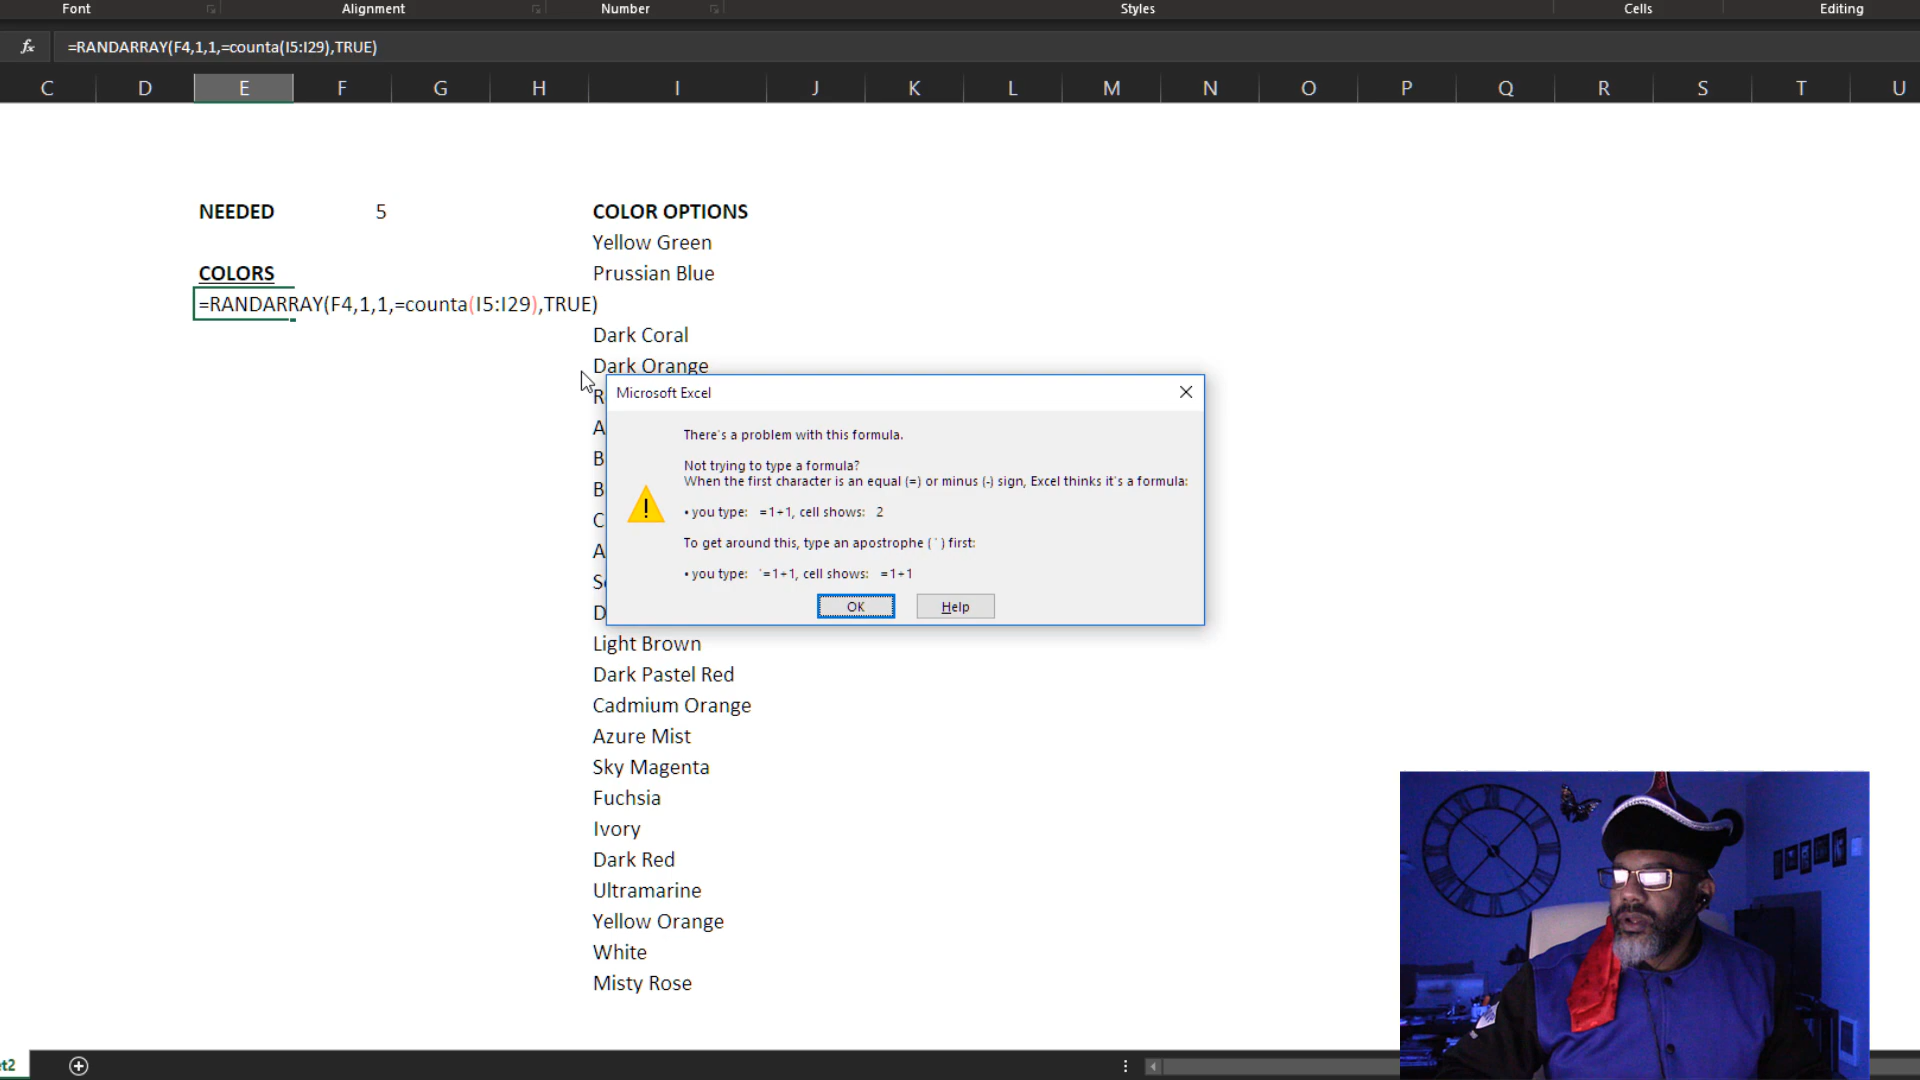 Font
Alignment
Number
Styles
Cells
Editing
fx =RANDARRAY(F4,1,1,=counta(I5:I29),TRUE)
C D E F G H I J K L M N O P Q R S T U
NEEDED 5 COLOR OPTIONS
Yellow Green
COLORS Prussian Blue
=RANDARRAY(F4,1,1,=counta(I5:I29),TRUE)
Dark Coral
Dark Orange
Microsoft Excel
There's a problem with this formula.
Not trying to type a formula?
When the first character is an equal (=) or minus (-) sign, Excel thinks it's a formula:
• you type: =1+1, cell shows: 2
To get around this, type an apostrophe ( ' ) first:
• you type: '=1+1, cell shows: =1+1
OK Help
Light Brown
Dark Pastel Red
Cadmium Orange
Azure Mist
Sky Magenta
Fuchsia
Ivory
Dark Red
Ultramarine
Yellow Orange
White
Misty Rose